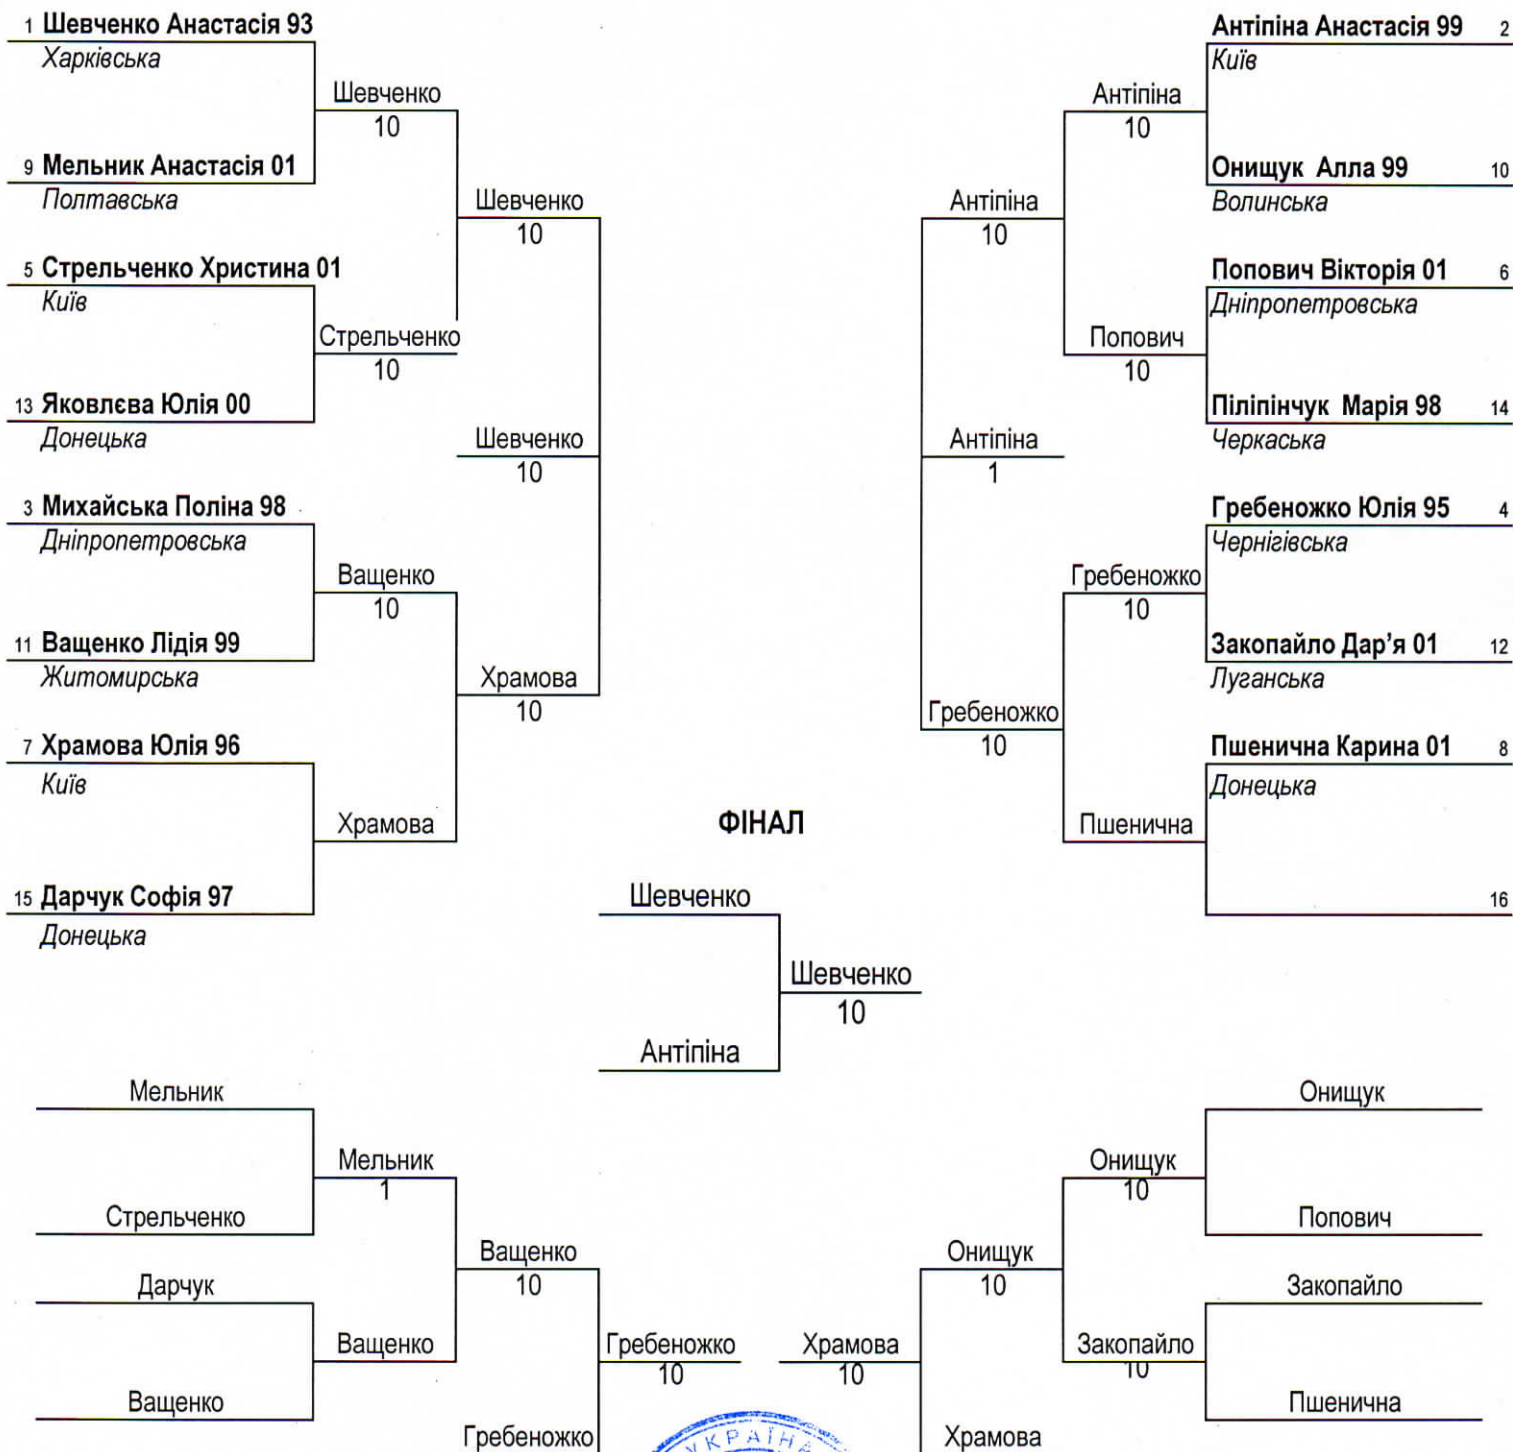 1 Шевченко Анастасія 93
Харківська
Шевченко
10
9 Мельник Анастасія 01
Полтавська
Шевченко
10
5 Стрельченко Христина 01
Київ
Стрельченко
10
13 Яковлєва Юлія 00
Донецька
Шевченко
10
3 Михайська Поліна 98
Дніпропетровська
Ващенко
10
11 Ващенко Лідія 99
Житомирська
Храмова
10
7 Храмова Юлія 96
Київ
Храмова
15 Дарчук Софія 97
Донецька
Антіпіна Анастасія 99 2
Київ
Антіпіна
10
Онищук Алла 99 10
Волинська
Антіпіна
10
Попович Вікторія 01 6
Дніпропетровська
Попович
10
Піліпінчук Марія 98 14
Черкаська
Антіпіна
1
Гребеножко Юлія 95 4
Чернігівська
Гребеножко
10
Закопайло Дар’я 01 12
Луганська
Гребеножко
10
Пшенична Карина 01 8
Донецька
Пшенична
16
ФІНАЛ
Шевченко
Шевченко
10
Антіпіна
Мельник
Мельник
1
Стрельченко
Ващенко
10
Дарчук
Ващенко
Ващенко
Гребеножко
10
Гребеножко
Онищук
Онищук
10
Попович
Онищук
10
Закопайло
Закопайло
10
Пшенична
Храмова
10
Храмова
УКРАЇНА